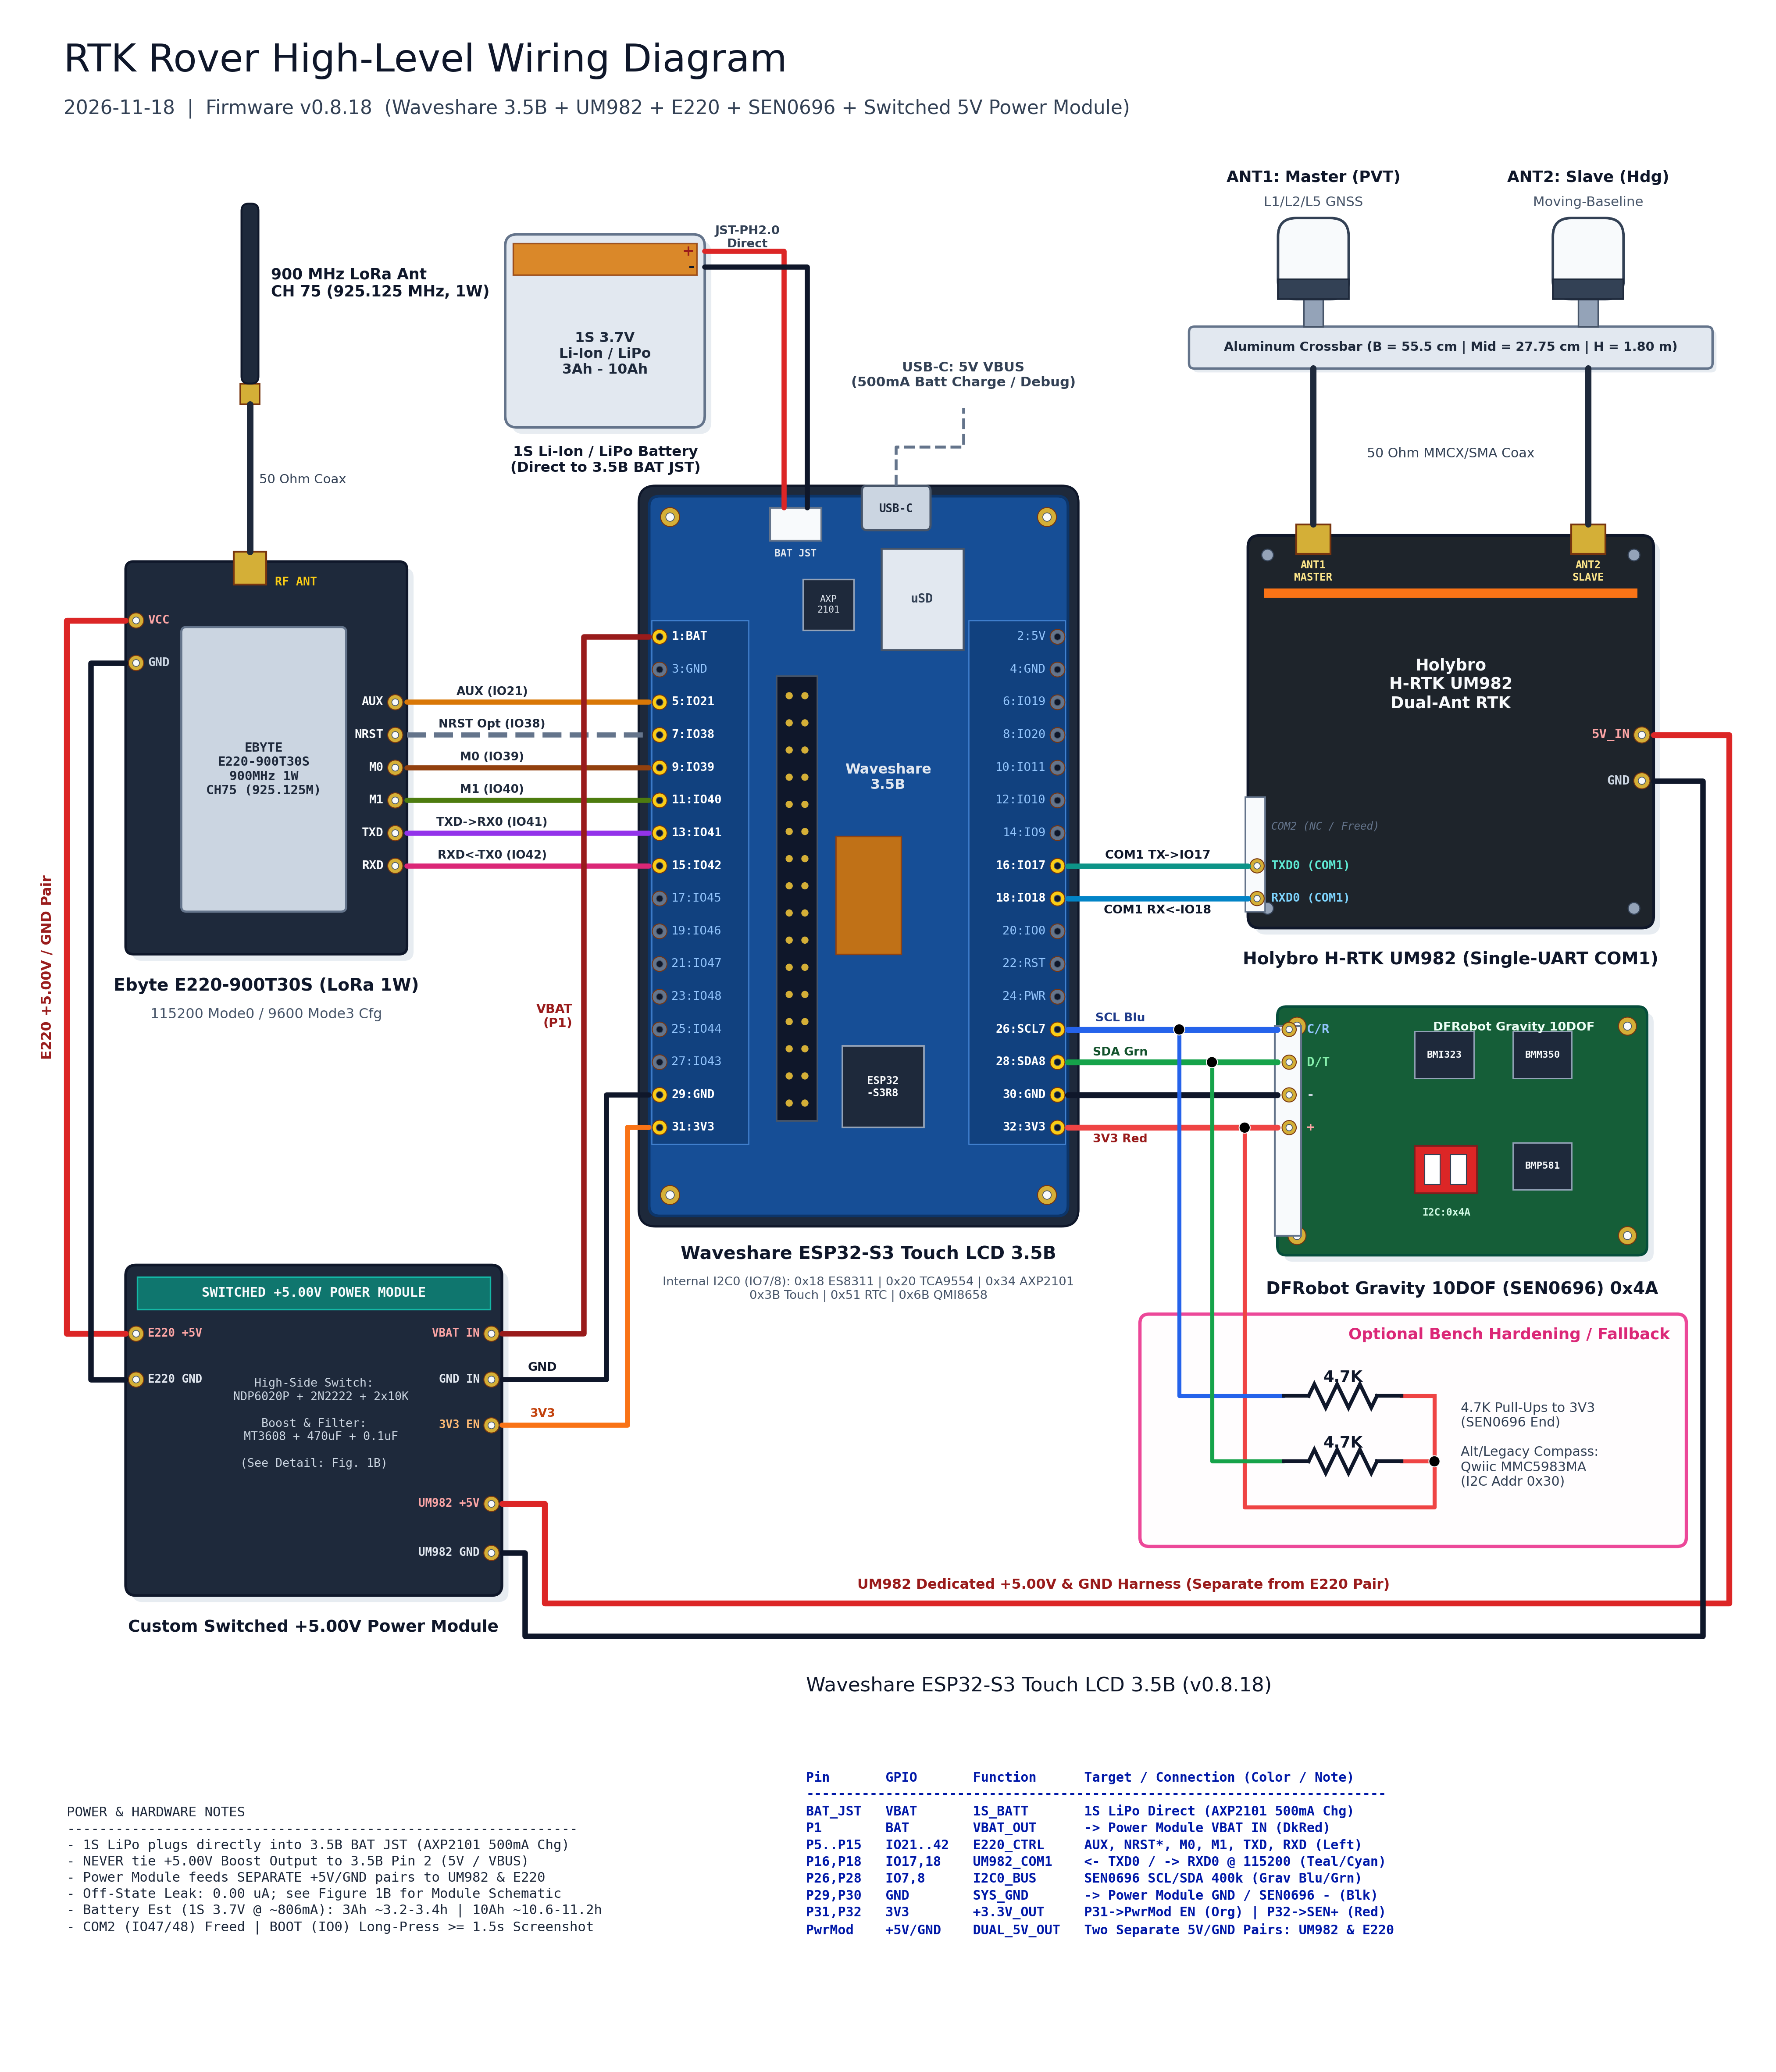 RTK Rover High-Level Wiring Diagram
2026-11-18 | Firmware v0.8.18 (Waveshare 3.5B + UM982 + E220 + SEN0696 + Switched 5V Power Module)
ANT1: Master (PVT)
L1/L2/L5 GNSS
ANT2: Slave (Hdg)
Moving-Baseline
Aluminum Crossbar (B = 55.5 cm | Mid = 27.75 cm | H = 1.80 m)
50 Ohm MMCX/SMA Coax
900 MHz LoRa Ant
CH 75 (925.125 MHz, 1W)
50 Ohm Coax
JST-PH2.0
Direct
+
-
1S 3.7V
Li-Ion / LiPo
3Ah - 10Ah
1S Li-Ion / LiPo Battery
(Direct to 3.5B BAT JST)
USB-C: 5V VBUS
(500mA Batt Charge / Debug)
RF ANT
VCC
GND
AUX
NRST
M0
M1
TXD
RXD
EBYTE
E220-900T30S
900MHz 1W
CH75 (925.125M)
Ebyte E220-900T30S (LoRa 1W)
115200 Mode0 / 9600 Mode3 Cfg
E220 +5.00V / GND Pair
AUX (IO21)
NRST Opt (IO38)
M0 (IO39)
M1 (IO40)
TXD->RX0 (IO41)
RXD<-TX0 (IO42)
VBAT
(P1)
USB-C
BAT JST
AXP
2101
uSD
Waveshare
3.5B
ESP32
-S3R8
1:BAT
3:GND
5:IO21
7:IO38
9:IO39
11:IO40
13:IO41
15:IO42
17:IO45
19:IO46
21:IO47
23:IO48
25:IO44
27:IO43
29:GND
31:3V3
2:5V
4:GND
6:IO19
8:IO20
10:IO11
12:IO10
14:IO9
16:IO17
18:IO18
20:IO0
22:RST
24:PWR
26:SCL7
28:SDA8
30:GND
32:3V3
Waveshare ESP32-S3 Touch LCD 3.5B
Internal I2C0 (IO7/8): 0x18 ES8311 | 0x20 TCA9554 | 0x34 AXP2101
0x3B Touch | 0x51 RTC | 0x6B QMI8658
COM1 TX->IO17
COM1 RX<-IO18
SCL Blu
SDA Grn
3V3 Red
ANT1
MASTER
ANT2
SLAVE
Holybro
H-RTK UM982
Dual-Ant RTK
5V_IN
GND
COM2 (NC / Freed)
TXD0 (COM1)
RXD0 (COM1)
Holybro H-RTK UM982 (Single-UART COM1)
DFRobot Gravity 10DOF
C/R
D/T
-
+
BMI323
BMM350
BMP581
I2C:0x4A
DFRobot Gravity 10DOF (SEN0696) 0x4A
Optional Bench Hardening / Fallback
4.7K
4.7K
4.7K Pull-Ups to 3V3
(SEN0696 End)
Alt/Legacy Compass:
Qwiic MMC5983MA
(I2C Addr 0x30)
SWITCHED +5.00V POWER MODULE
E220 +5V
E220 GND
VBAT IN
GND IN
3V3 EN
UM982 +5V
UM982 GND
High-Side Switch:
NDP6020P + 2N2222 + 2x10K
Boost & Filter:
MT3608 + 470uF + 0.1uF
(See Detail: Fig. 1B)
GND
3V3
Custom Switched +5.00V Power Module
UM982 Dedicated +5.00V & GND Harness (Separate from E220 Pair)
POWER & HARDWARE NOTES
---------------------------------------------------------------
- 1S LiPo plugs directly into 3.5B BAT JST (AXP2101 500mA Chg)
- NEVER tie +5.00V Boost Output to 3.5B Pin 2 (5V / VBUS)
- Power Module feeds SEPARATE +5V/GND pairs to UM982 & E220
- Off-State Leak: 0.00 uA; see Figure 1B for Module Schematic
- Battery Est (1S 3.7V @ ~806mA): 3Ah ~3.2-3.4h | 10Ah ~10.6-11.2h
- COM2 (IO47/48) Freed | BOOT (IO0) Long-Press >= 1.5s Screenshot
Waveshare ESP32-S3 Touch LCD 3.5B (v0.8.18)
Pin GPIO Function Target / Connection (Color / Note)
-------------------------------------------------------------------------
BAT_JST VBAT 1S_BATT 1S LiPo Direct (AXP2101 500mA Chg)
P1 BAT VBAT_OUT -> Power Module VBAT IN (DkRed)
P5..P15 IO21..42 E220_CTRL AUX, NRST*, M0, M1, TXD, RXD (Left)
P16,P18 IO17,18 UM982_COM1 <- TXD0 / -> RXD0 @ 115200 (Teal/Cyan)
P26,P28 IO7,8 I2C0_BUS SEN0696 SCL/SDA 400k (Grav Blu/Grn)
P29,P30 GND SYS_GND -> Power Module GND / SEN0696 - (Blk)
P31,P32 3V3 +3.3V_OUT P31->PwrMod EN (Org) | P32->SEN+ (Red)
PwrMod +5V/GND DUAL_5V_OUT Two Separate 5V/GND Pairs: UM982 & E220